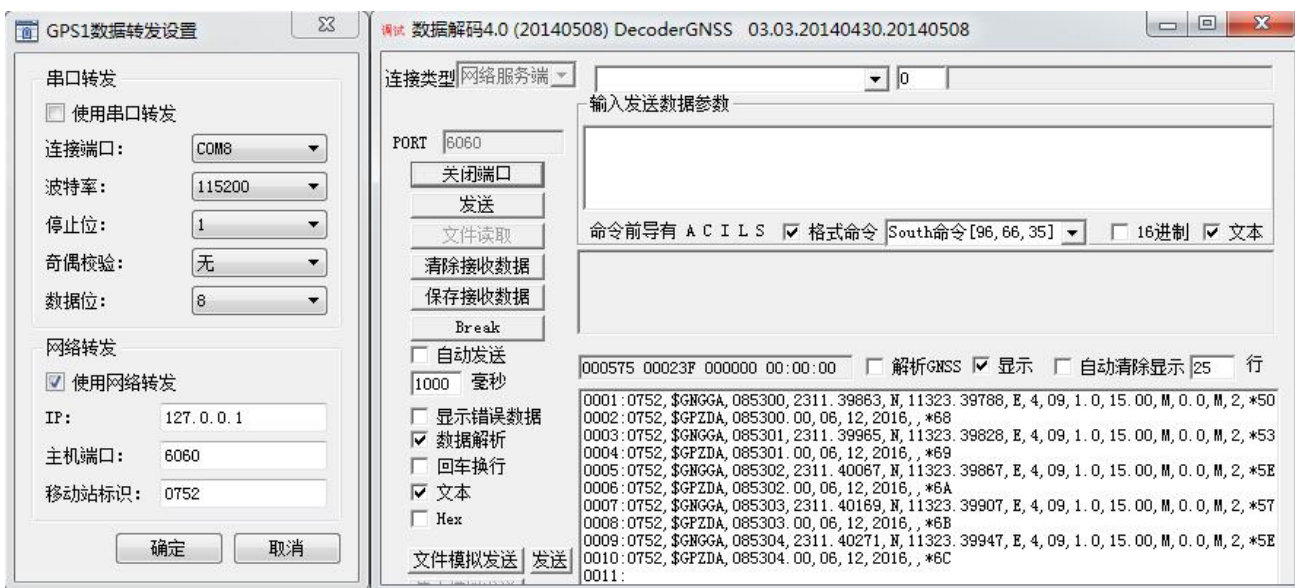 GPS1数据转发设置
串口转发
使用串口转发
连接端口:
COM8
波特率:
115200
停止位:
1
奇偶校验:
无
数据位:
8
网络转发
使用网络转发
IP:
127.0.0.1
主机端口:
6060
移动站标识:
0752
确定
取消
调试 数据解码4.0 (20140508) DecoderGNSS 03.03.20140430.20140508
连接类型 网络服务端
0
输入发送数据参数
PORT 6060
关闭端口
发送
文件读取
清除接收数据
保存接收数据
Break
自动发送
1000 毫秒
显示错误数据
数据解析
回车换行
文本
Hex
文件模拟发送 发送
命令前导有 A C I L S 格式命令 South命令[96,66,35] 16进制 文本
000575 00023F 000000 00:00:00 解析GNSS 显示 自动清除显示 25 行
0001:0752,$GNGGA,085300,2311.39863,N,11323.39788,E,4,09,1.0,15.00,M,0.0,M,2,*50
0002:0752,$GPZDA,085300.00,06,12,2016,,*68
0003:0752,$GNGGA,085301,2311.39965,N,11323.39828,E,4,09,1.0,15.00,M,0.0,M,2,*53
0004:0752,$GPZDA,085301.00,06,12,2016,,*69
0005:0752,$GNGGA,085302,2311.40067,N,11323.39867,E,4,09,1.0,15.00,M,0.0,M,2,*5E
0006:0752,$GPZDA,085302.00,06,12,2016,,*6A
0007:0752,$GNGGA,085303,2311.40169,N,11323.39907,E,4,09,1.0,15.00,M,0.0,M,2,*57
0008:0752,$GPZDA,085303.00,06,12,2016,,*6B
0009:0752,$GNGGA,085304,2311.40271,N,11323.39947,E,4,09,1.0,15.00,M,0.0,M,2,*5E
0010:0752,$GPZDA,085304.00,06,12,2016,,*6C
0011: